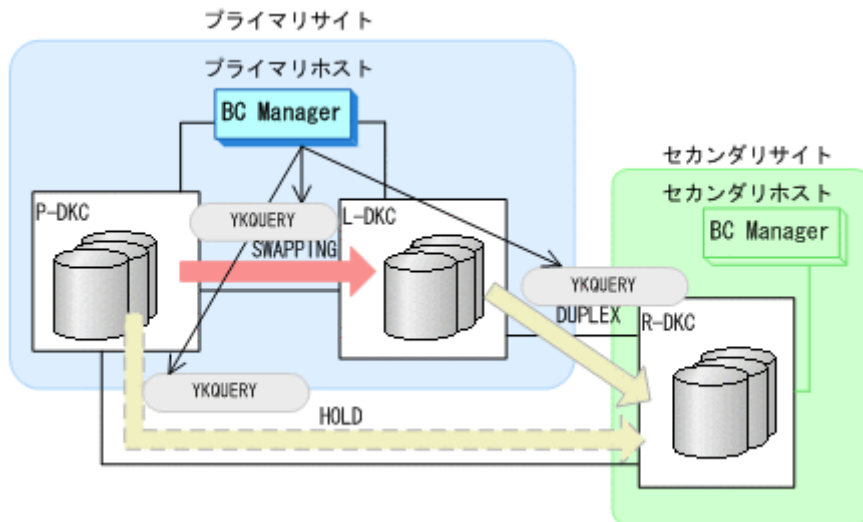 プライマリサイト
プライマリホスト
BC Manager
セカンダリサイト
セカンダリホスト
BC Manager
P-DKC
YKQUERY
L-DKC
SWAPPING
YKQUERY
DUPLEX
R-DKC
YKQUERY
HOLD